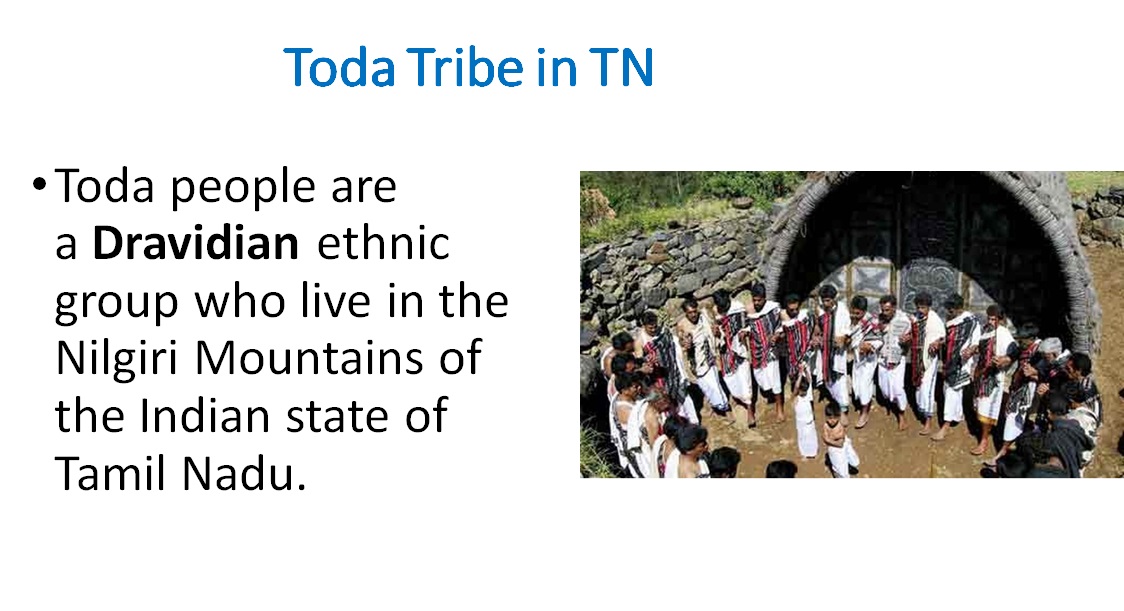 Toda Tribe in TN
• Toda people are
a Dravidian ethnic
group who live in the
Nilgiri Mountains of
the Indian state of
Tamil Nadu.